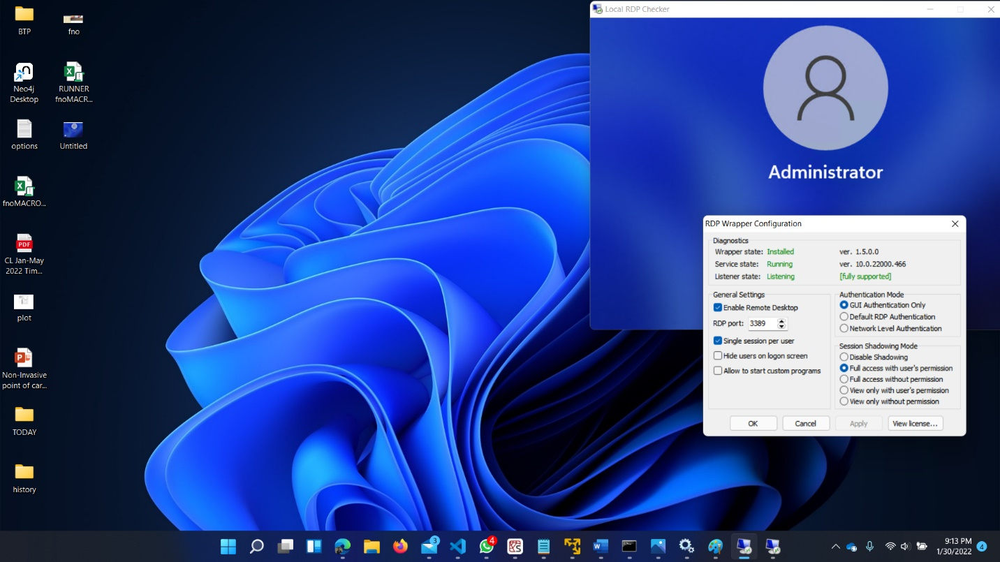 BTP
fno
Neo4j
Desktop
RUNNER
fnoMACR...
options
Untitled
fnoMACRO...
PDF
CL Jan-May
2022 Tim...
plot
Non-Invasive
point of car...
TODAY
history
Local RDP Checker
Administrator
RDP Wrapper Configuration
Diagnostics
Wrapper state: Installed ver. 1.5.0.0
Service state: Running ver. 10.0.22000.466
Listener state: Listening [fully supported]
General Settings
Enable Remote Desktop
RDP port: 3389
Single session per user
Hide users on logon screen
Allow to start custom programs
Authentication Mode
GUI Authentication Only
Default RDP Authentication
Network Level Authentication
Session Shadowing Mode
Disable Shadowing
Full access with user's permission
Full access without permission
View only with user's permission
View only without permission
OK Cancel Apply View license...
3
4
9:13 PM
1/30/2022
4